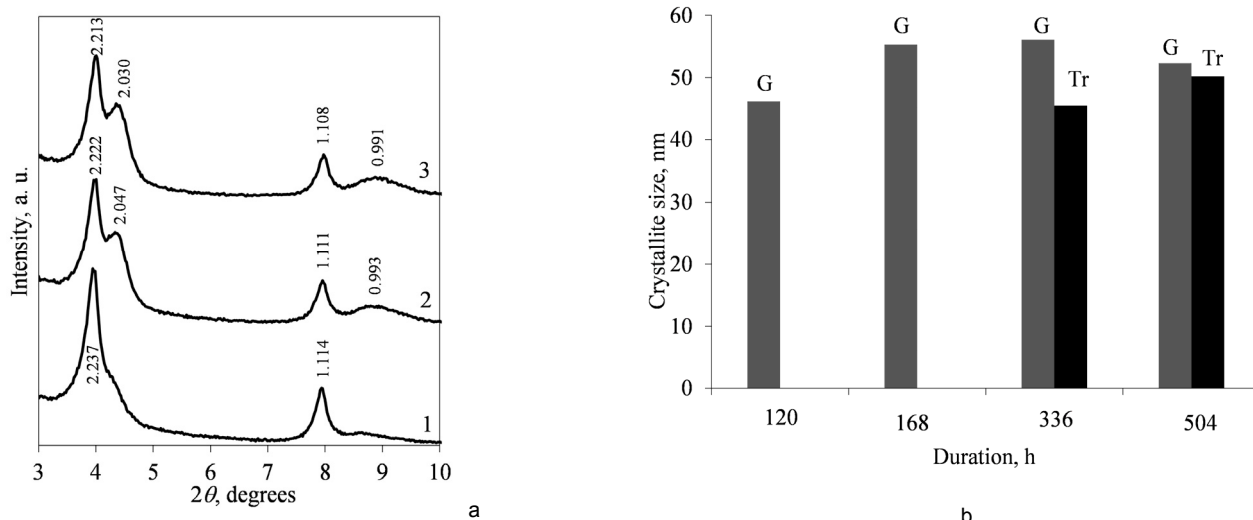 2.213
2.030
1.108
0.991
3
2.222
2.047
1.111
0.993
2
2.237
1.114
1
Intensity, a. u.
3 4 5 6 7 8 9 10
2θ, degrees
a
60
50
40
30
20
10
0
Crystallite size, nm
G
G
G
Tr
G
Tr
120 168 336 504
Duration, h
b